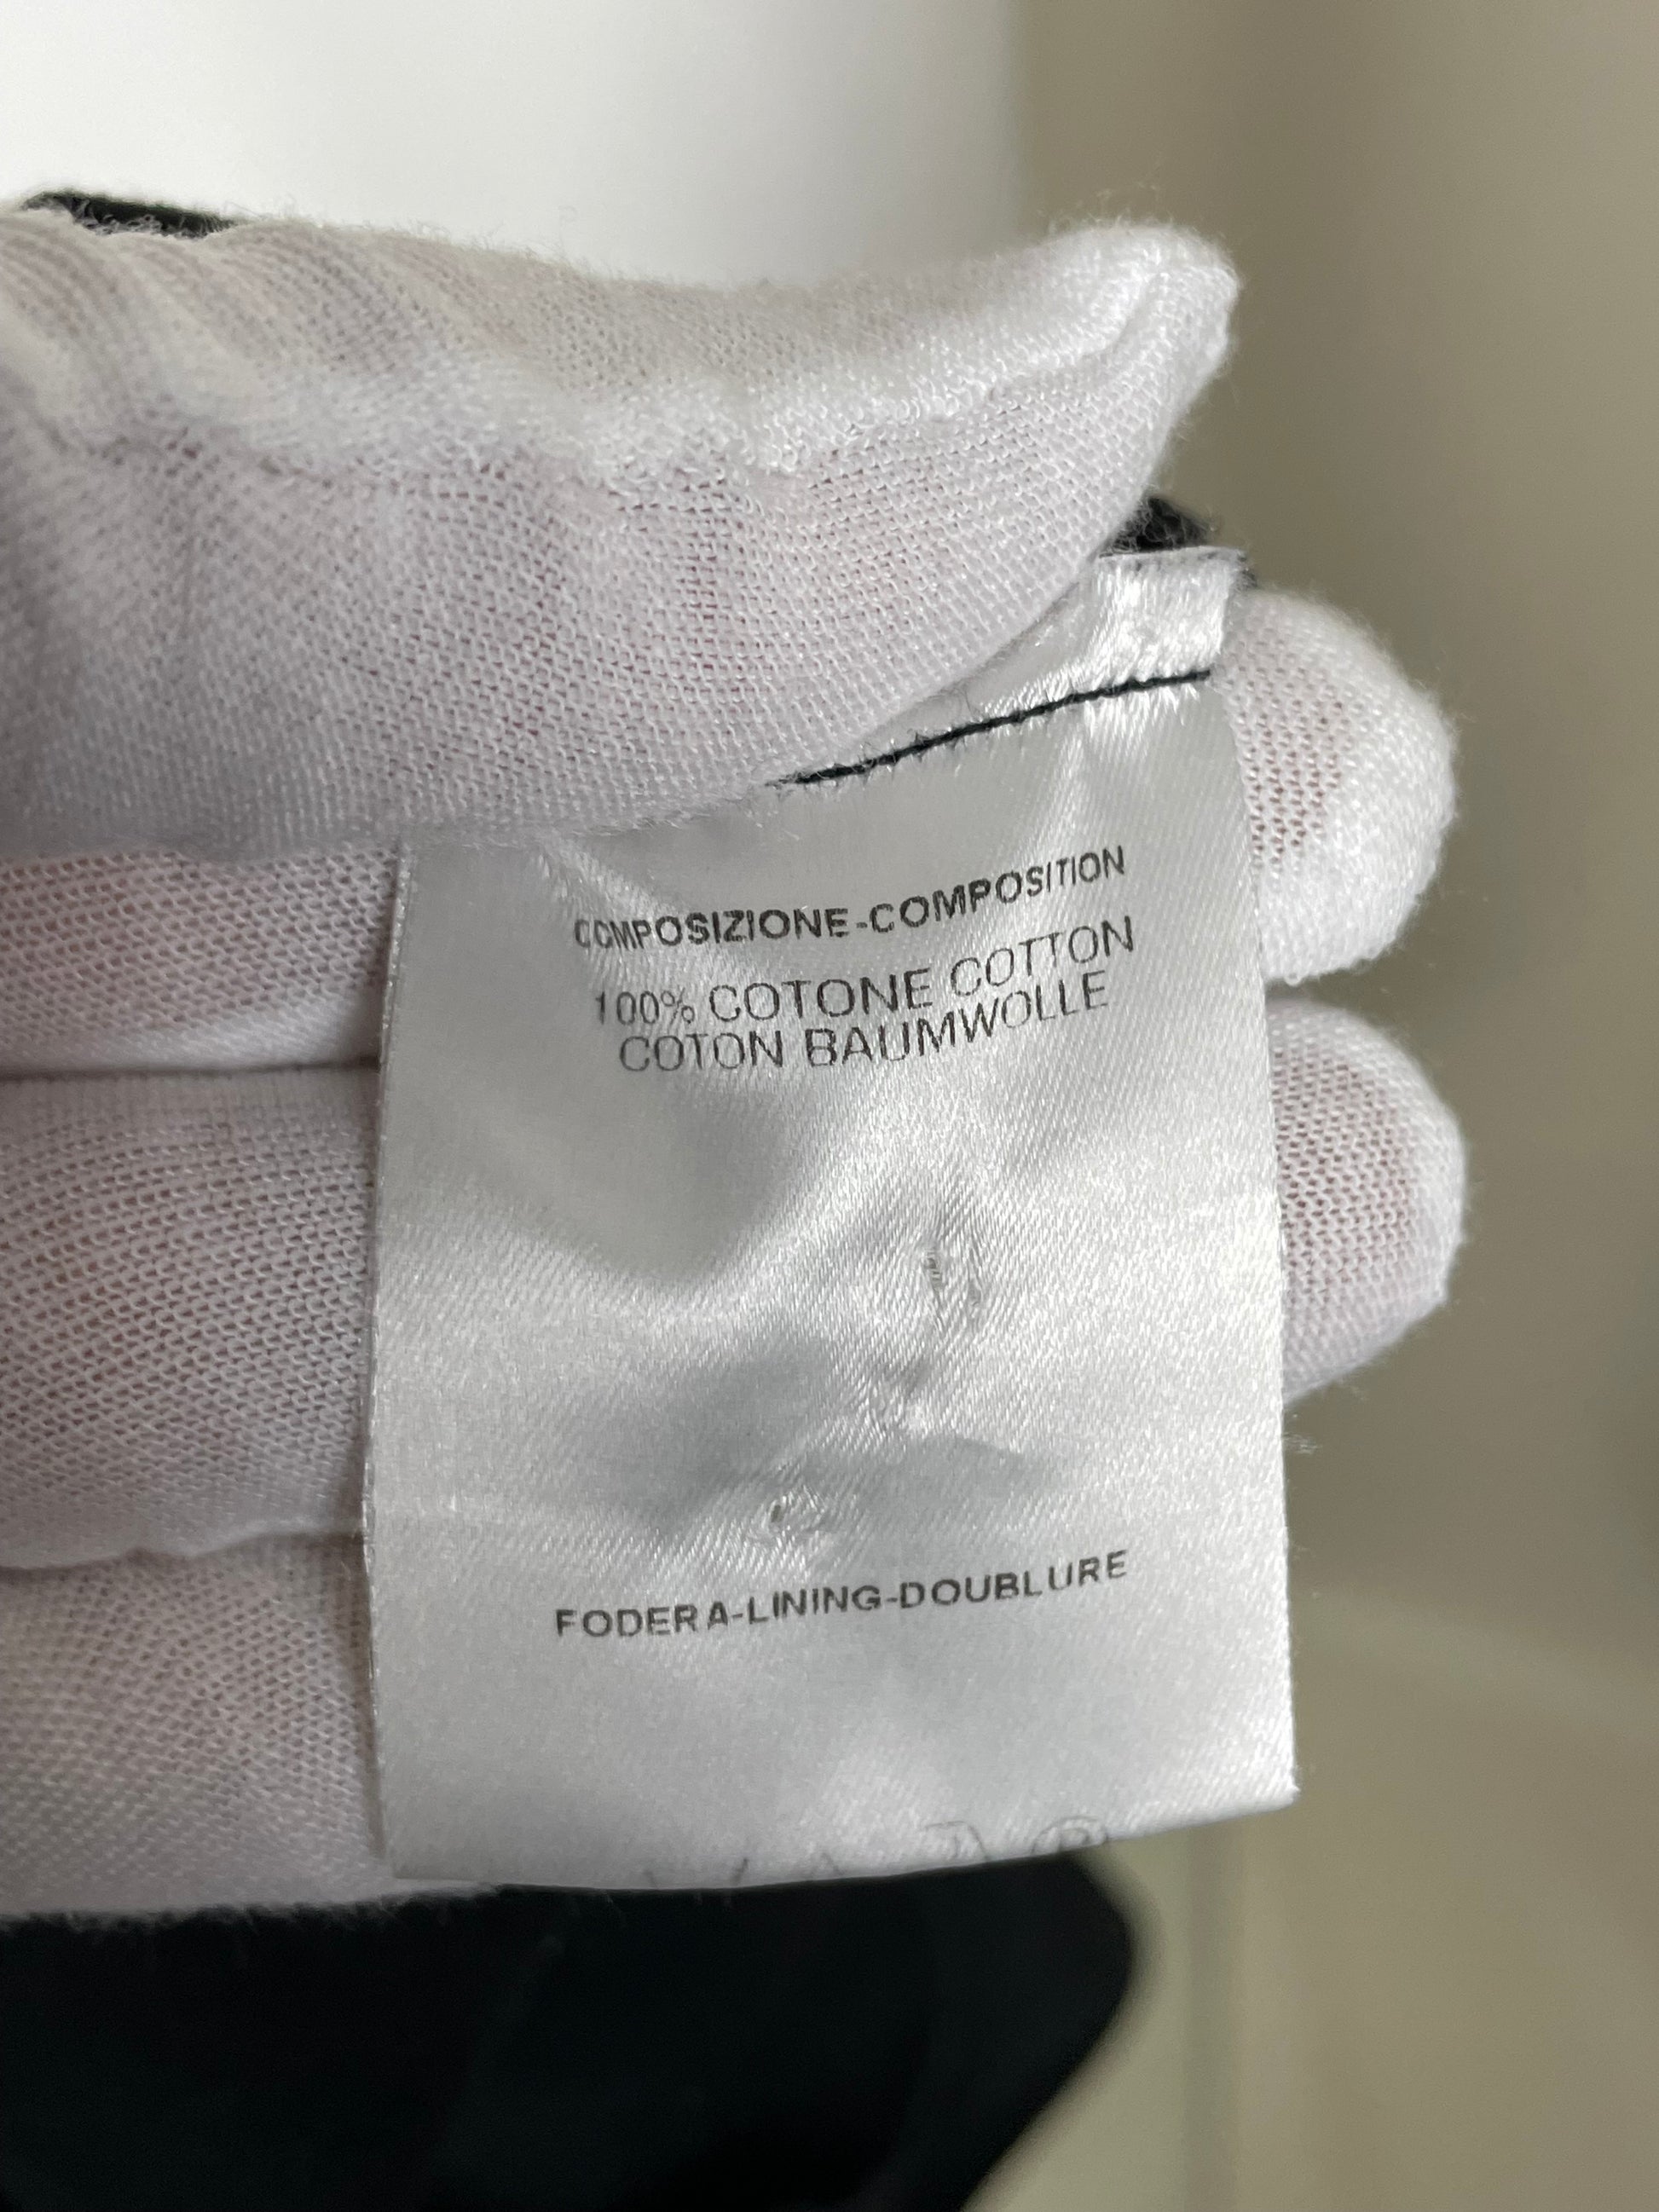 COMPOSIZIONE-COMPOSITION
100% COTONE COTTON
COTON BAUMWOLLE
FODERA-LINING-DOUBLURE